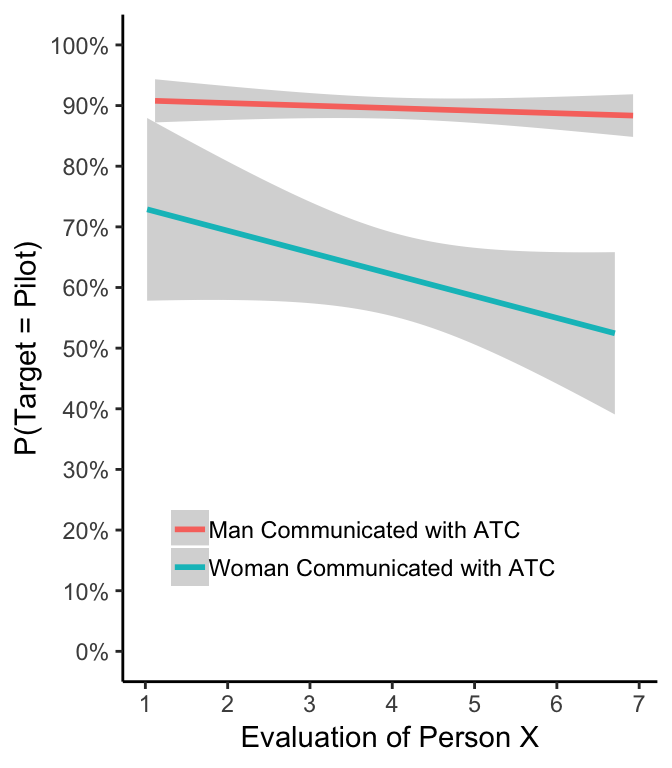 P(Target = Pilot)
100%
90%
80%
70%
60%
50%
40%
30%
20%
10%
0%
Man Communicated with ATC
Woman Communicated with ATC
1 2 3 4 5 6 7
Evaluation of Person X